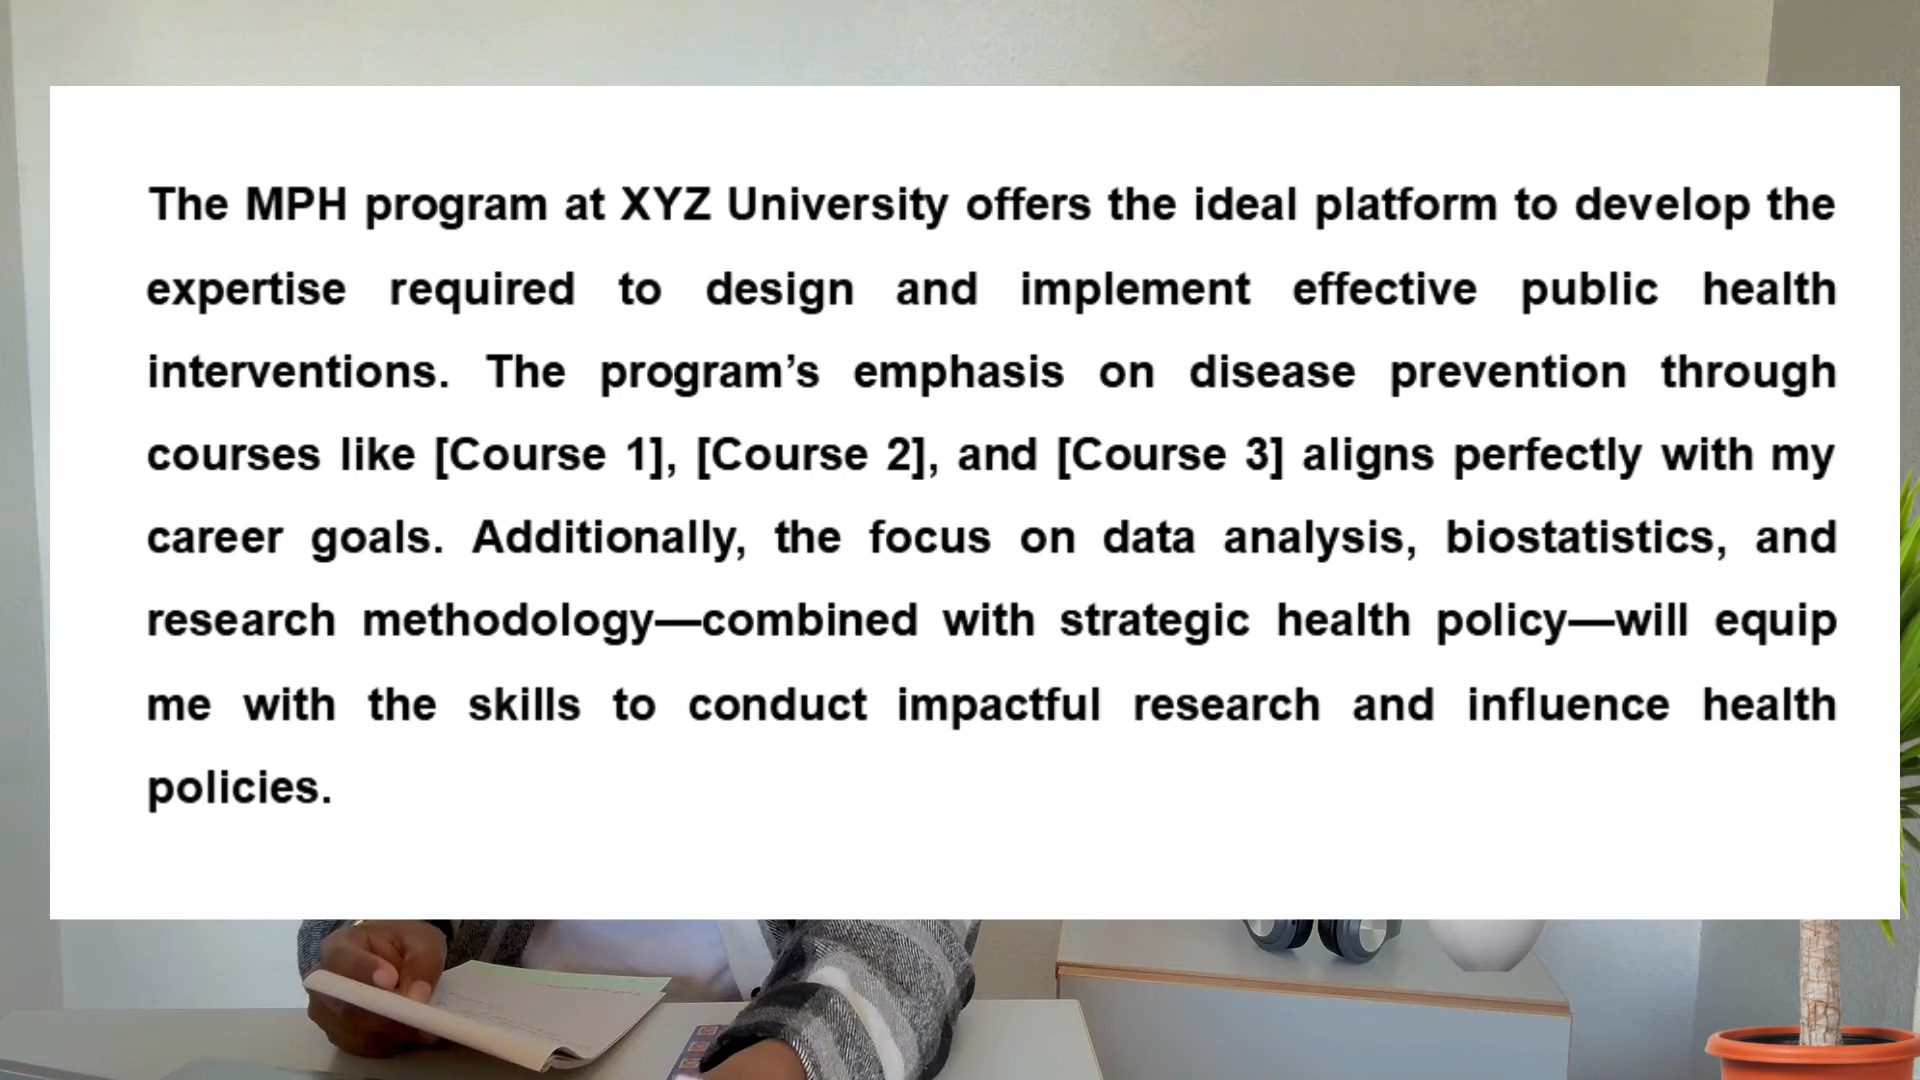 The MPH program at XYZ University offers the ideal platform to develop the
expertise required to design and implement effective public health
interventions. The program’s emphasis on disease prevention through
courses like [Course 1], [Course 2], and [Course 3] aligns perfectly with my
career goals. Additionally, the focus on data analysis, biostatistics, and
research methodology—combined with strategic health policy—will equip
me with the skills to conduct impactful research and influence health
policies.